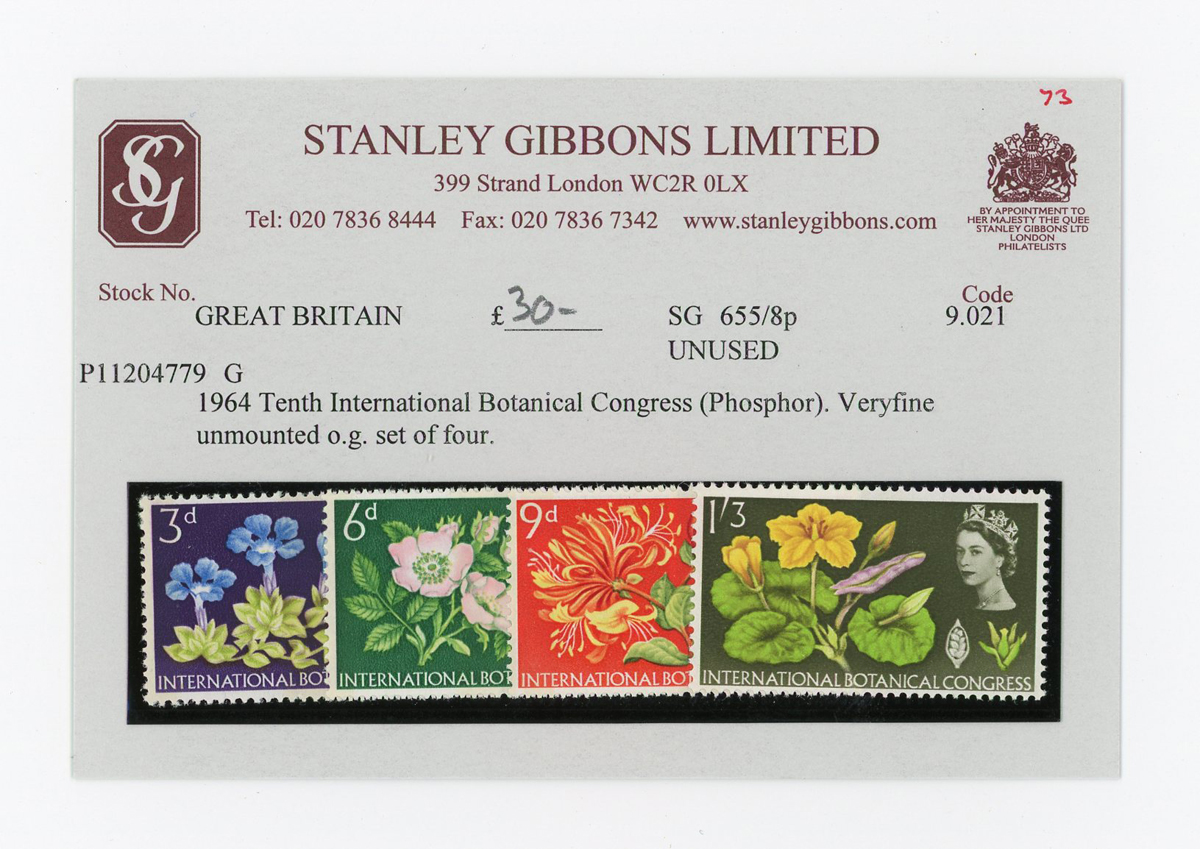 73
SG
STANLEY GIBBONS LIMITED
399 Strand London WC2R 0LX
Tel: 020 7836 8444 Fax: 020 7836 7342 www.stanleygibbons.com
BY APPOINTMENT TO
HER MAJESTY THE QUEE
STANLEY GIBBONS LTD
LONDON
PHILATELISTS
Stock No. Code
GREAT BRITAIN £30- SG 655/8p 9.021
UNUSED
P11204779 G
1964 Tenth International Botanical Congress (Phosphor). Veryfine
unmounted o.g. set of four.
3d
INTERNATIONAL BOT
6d
INTERNATIONAL BOT
9d
INTERNATIONAL BOT
1/3
INTERNATIONAL BOTANICAL CONGRESS